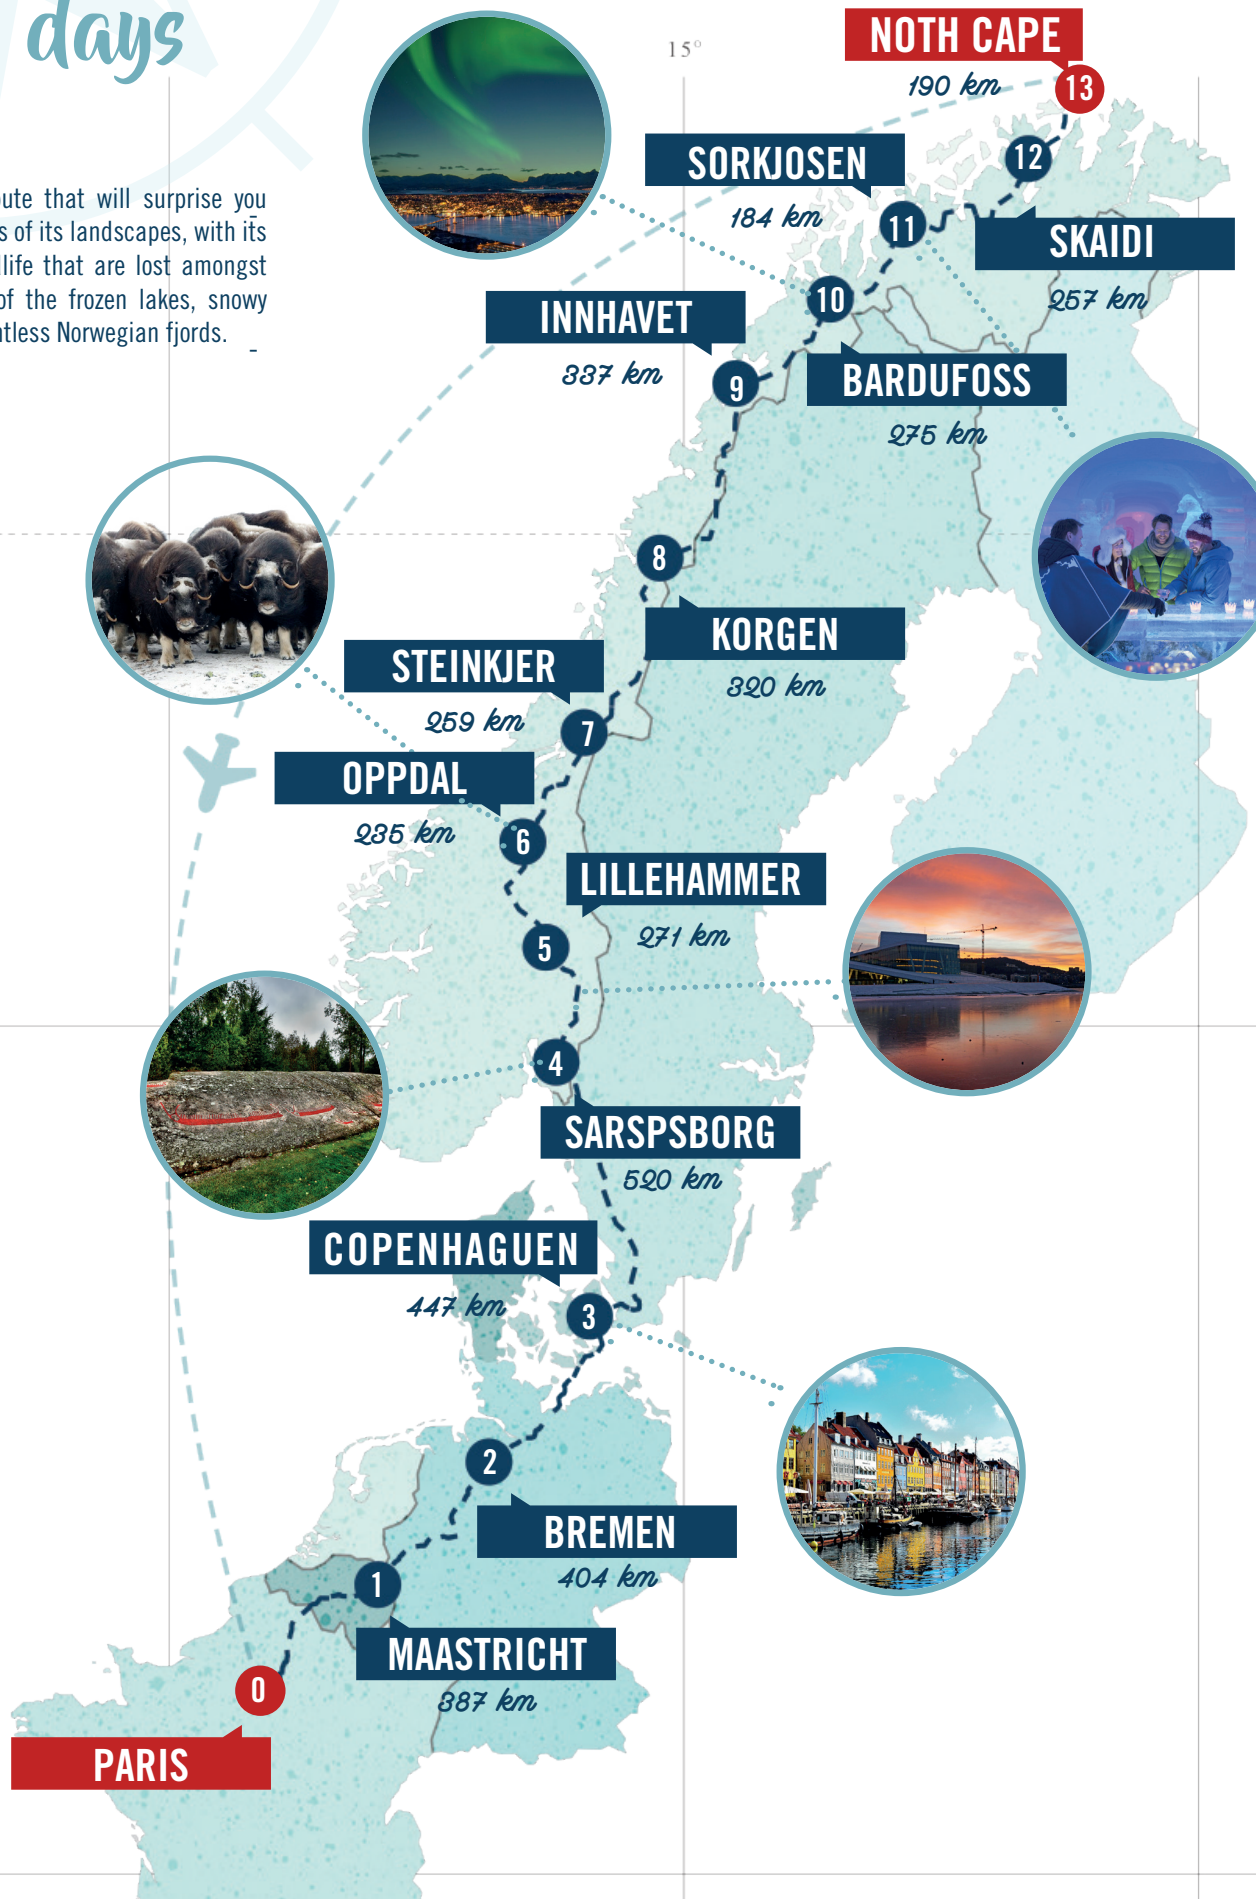 days
15°
NOTH CAPE
190 km
13
12
SORKJOSEN
184 km
11
SKAIDI
257 km
that will surprise you
of its landscapes, with its
that are lost amongst
of the frozen lakes, snowy
Norwegian fjords.
10
INNHAVET
337 km
BARDUFOSS
275 km
9
8
KORGEN
320 km
STEINKJER
259 km
7
OPPDAL
235 km
6
LILLEHAMMER
271 km
5
4
SARSPSBORG
520 km
COPENHAGUEN
447 km
3
2
BREMEN
404 km
1
MAASTRICHT
387 km
0
PARIS